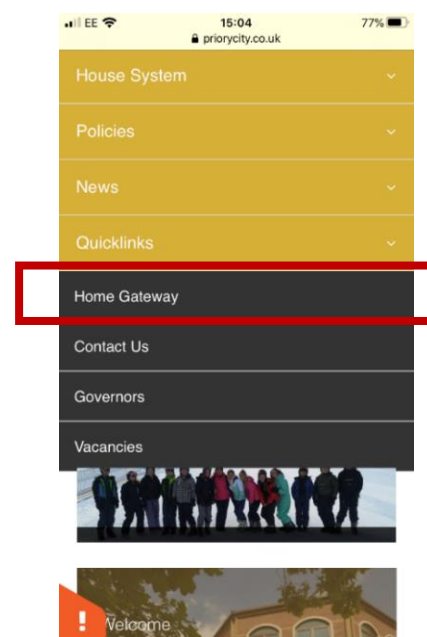 EE 15:04 77%
priorycity.co.uk
House System
Policies
News
Quicklinks
Home Gateway
Contact Us
Governors
Vacancies
!
Welcome